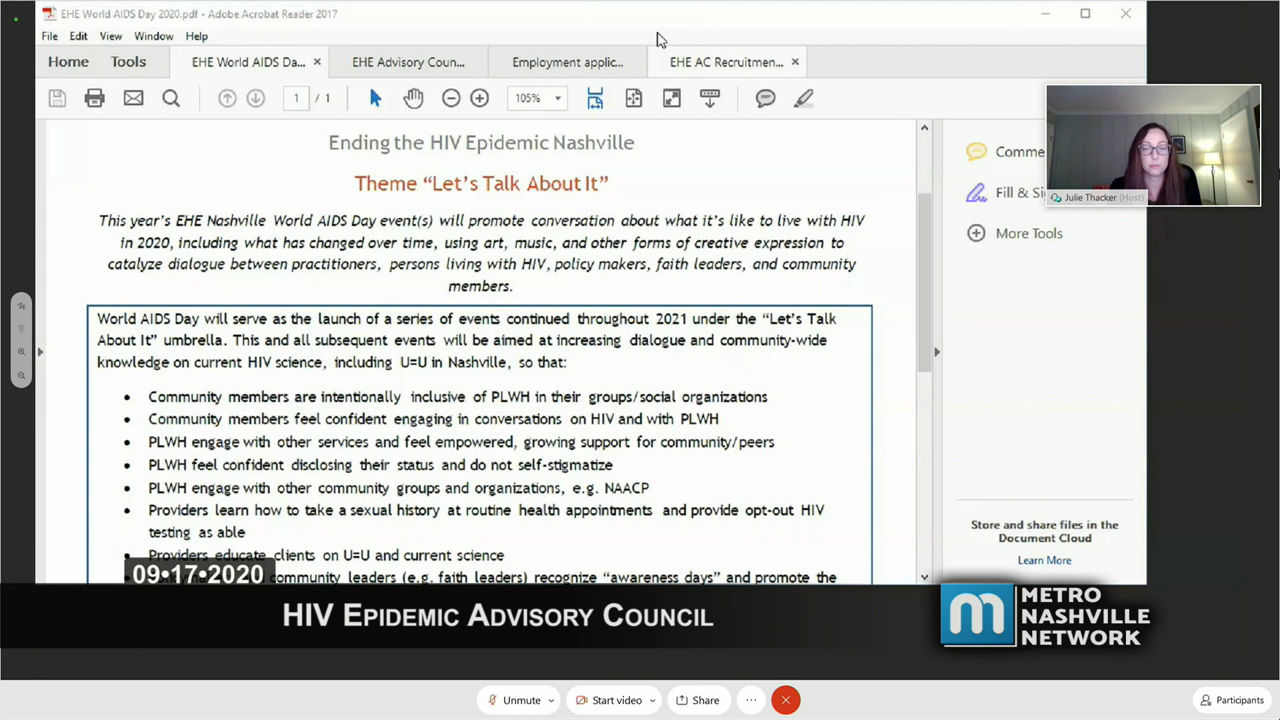 EHE World AIDS Day 2020.pdf - Adobe Acrobat Reader 2017
File Edit View Window Help
Home Tools EHE World AIDS Da... EHE Advisory Coun... Employment applic... EHE AC Recruitmen...
1 / 1 105%
Ending the HIV Epidemic Nashville
Theme “Let’s Talk About It”
This year’s EHE Nashville World AIDS Day event(s) will promote conversation about what it’s like to live with HIV
in 2020, including what has changed over time, using art, music, and other forms of creative expression to
catalyze dialogue between practitioners, persons living with HIV, policy makers, faith leaders, and community
members.
World AIDS Day will serve as the launch of a series of events continued throughout 2021 under the “Let’s Talk
About It” umbrella. This and all subsequent events will be aimed at increasing dialogue and community-wide
knowledge on current HIV science, including U=U in Nashville, so that:
• Community members are intentionally inclusive of PLWH in their groups/social organizations
• Community members feel confident engaging in conversations on HIV and with PLWH
• PLWH engage with other services and feel empowered, growing support for community/peers
• PLWH feel confident disclosing their status and do not self-stigmatize
• PLWH engage with other community groups and organizations, e.g. NAACP
• Providers learn how to take a sexual history at routine health appointments and provide opt-out HIV
testing as able
• Providers educate clients on U=U and current science
community leaders (e.g. faith leaders) recognize “awareness days” and promote the
Comme
Fill & Si
More Tools
Julie Thacker (Host)
Store and share files in the
Document Cloud
Learn More
09•17•2020
HIV EPIDEMIC ADVISORY COUNCIL
m METRO
NASHVILLE
NETWORK
Unmute Start video Share Participants